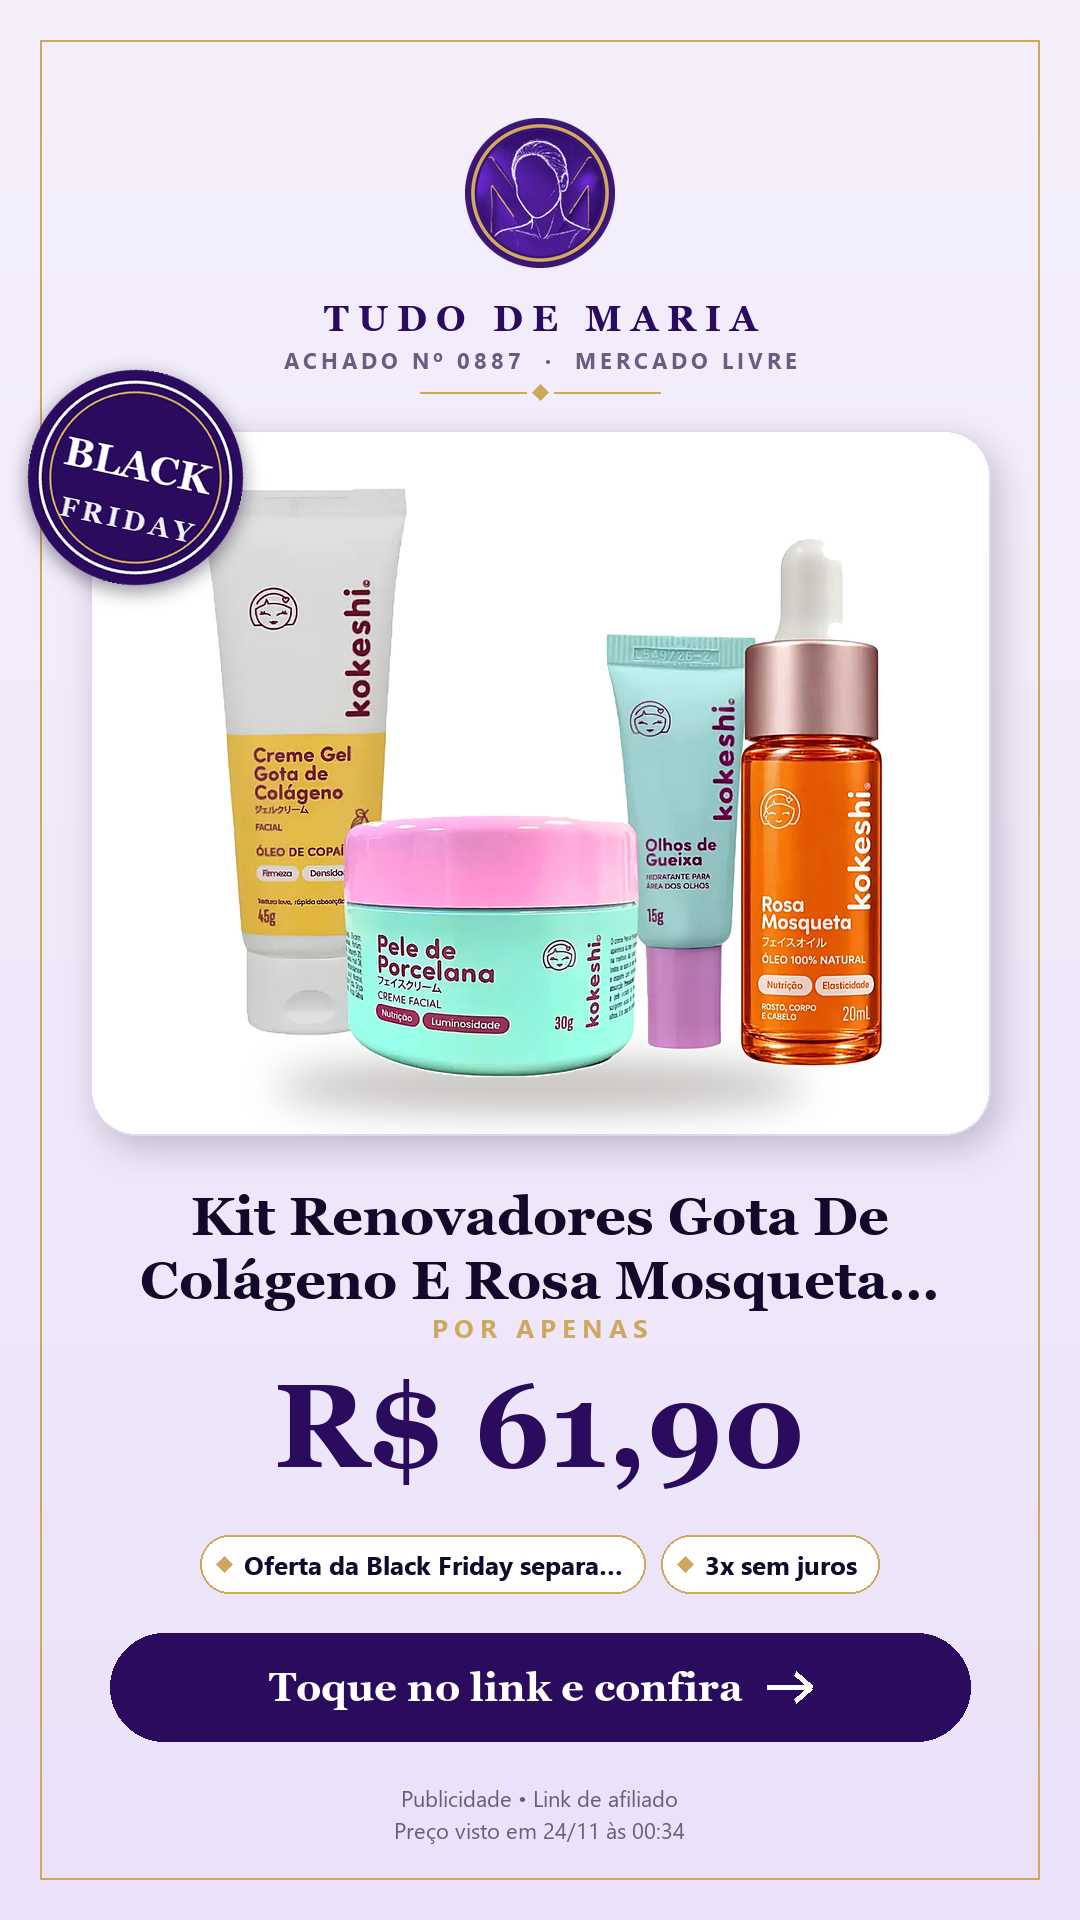 TUDO DE MARIA
ACHADO Nº 0887 · MERCADO LIVRE
BLACK
FRIDAY
kokeshi
Creme Gel
Gota de
Colágeno
ジェルクリーム
FACIAL
ÓLEO DE COPAÍ
Firmeza
45g
Pele de
Porcelana
フェイスクリーム
CREME FACIAL
Nutrição Luminosidade
30g
kokeshi
L549/26-2
kokeshi
Olhos de
Gueixa
HIDRATANTE PARA
ÁREA DOS OLHOS
15g
kokeshi
Rosa
Mosqueta
フェイスオイル
ÓLEO 100% NATURAL
Nutrição Elasticidade
ROSTO, CORPO
E CABELO
20mL
Kit Renovadores Gota De
Colágeno E Rosa Mosqueta...
POR APENAS
R$ 61,90
Oferta da Black Friday separa...
3x sem juros
Toque no link e confira →
Publicidade • Link de afiliado
Preço visto em 24/11 às 00:34